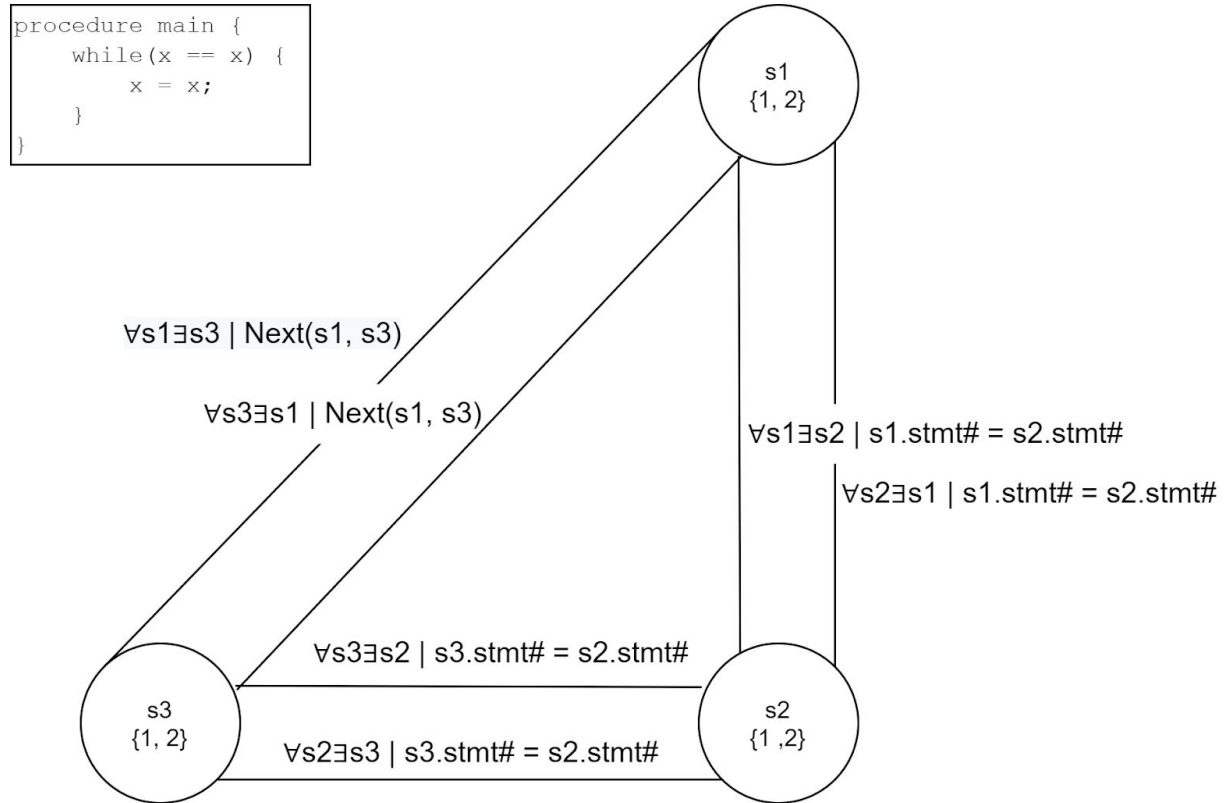 procedure main {
    while(x == x) {
        x = x;
    }
}
s1
{1, 2}
∀s1∃s3 | Next(s1, s3)
∀s3∃s1 | Next(s1, s3)
∀s1∃s2 | s1.stmt# = s2.stmt#
∀s2∃s1 | s1.stmt# = s2.stmt#
∀s3∃s2 | s3.stmt# = s2.stmt#
s3
{1, 2}
s2
{1 ,2}
∀s2∃s3 | s3.stmt# = s2.stmt#